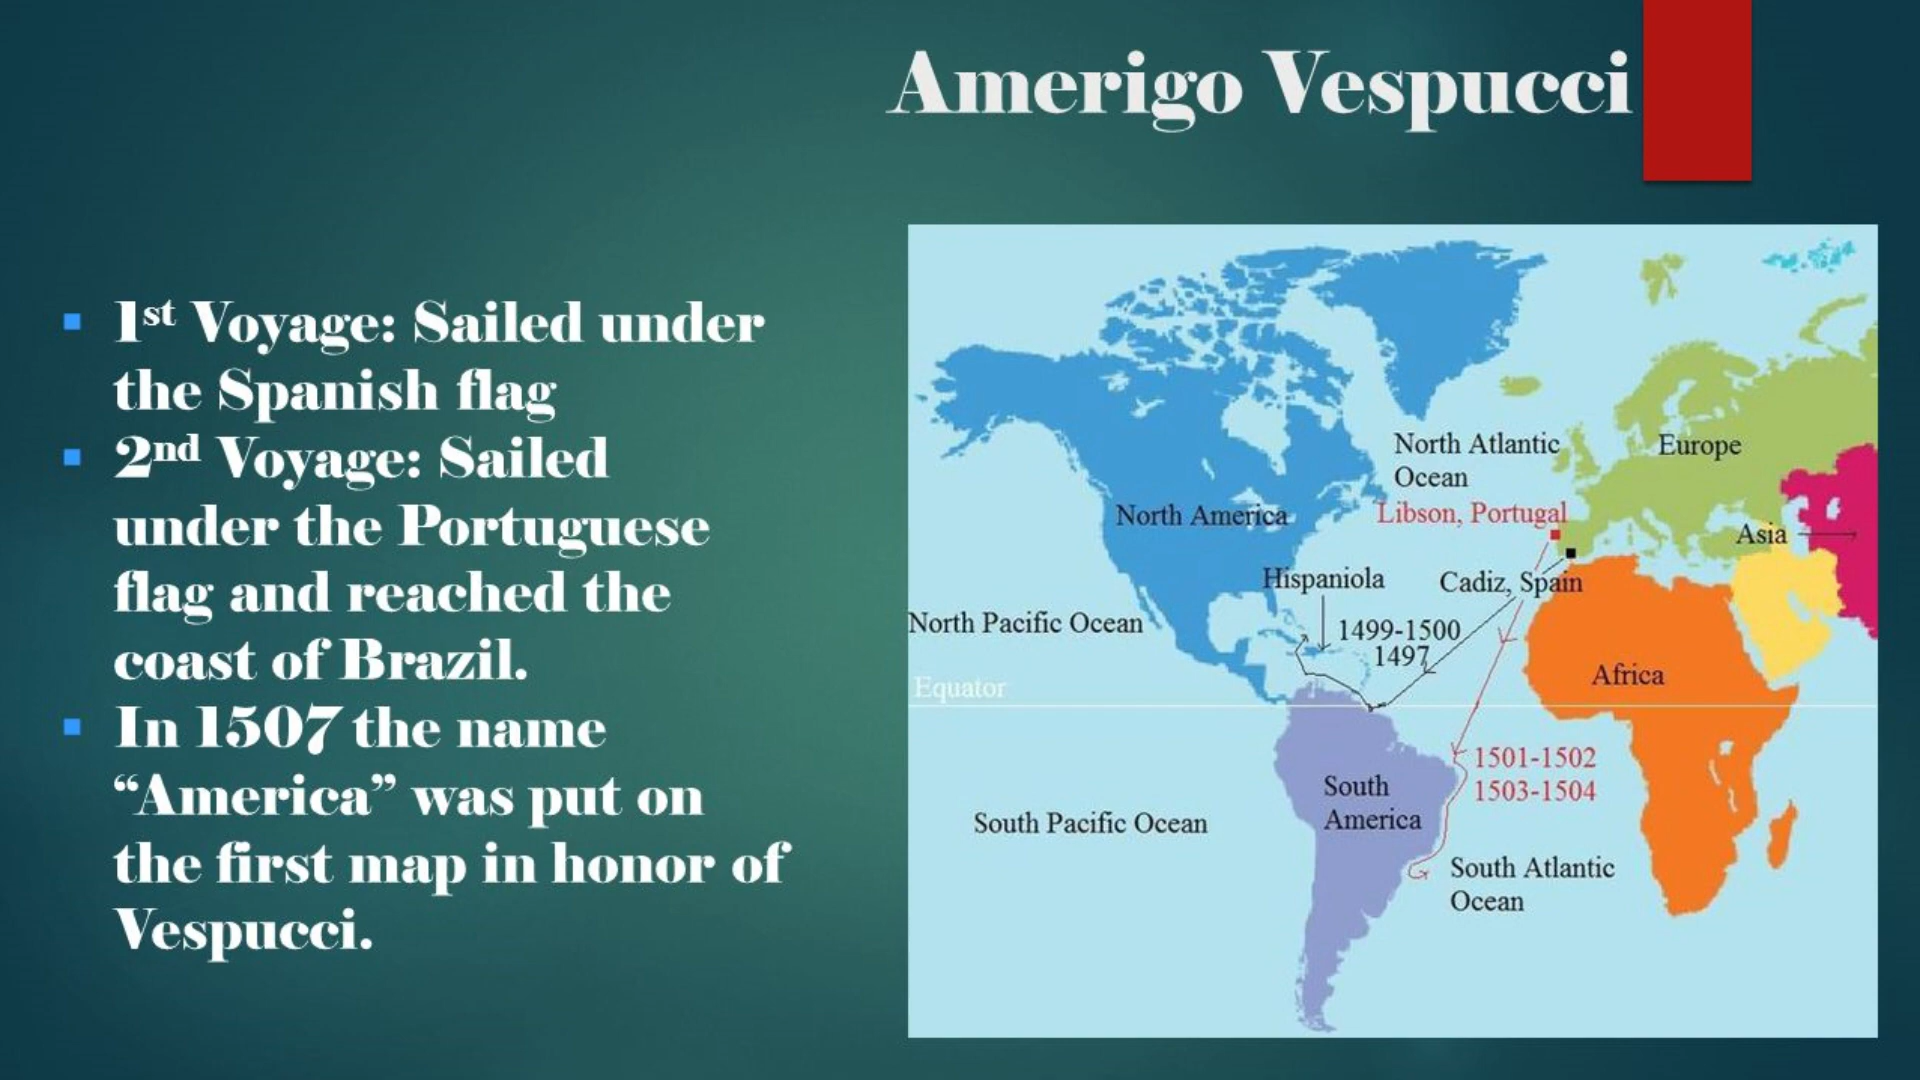 Amerigo Vespucci
1st Voyage: Sailed under
the Spanish flag
2nd Voyage: Sailed
under the Portuguese
flag and reached the
coast of Brazil.
In 1507 the name
“America” was put on
the first map in honor of
Vespucci.
North Atlantic
Ocean
Europe
North America
Libson, Portugal
Asia
Hispaniola
Cadiz, Spain
North Pacific Ocean
1499-1500
1497
Africa
Equator
1501-1502
1503-1504
South
America
South Pacific Ocean
South Atlantic
Ocean